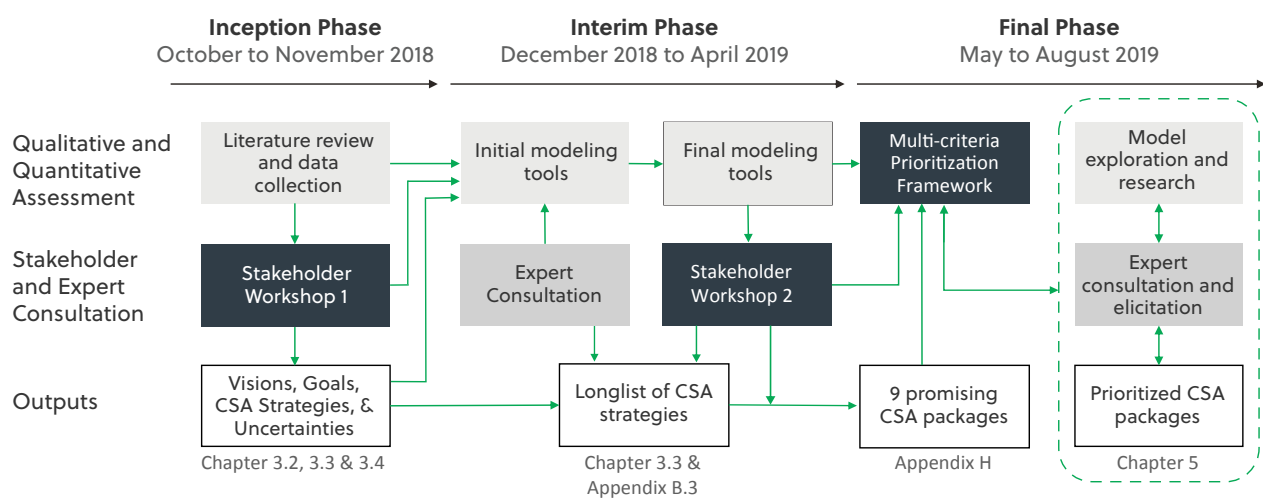 Inception Phase
October to November 2018
Interim Phase
December 2018 to April 2019
Final Phase
May to August 2019
Qualitative and
Quantitative
Assessment
Literature review
and data
collection
Initial modeling
tools
Final modeling
tools
Multi-criteria
Prioritization
Framework
Model
exploration and
research
Stakeholder
and Expert
Consultation
Stakeholder
Workshop 1
Expert
Consultation
Stakeholder
Workshop 2
Expert
consultation and
elicitation
Outputs
Visions, Goals,
CSA Strategies, &
Uncertainties
Longlist of CSA
strategies
9 promising
CSA packages
Prioritized CSA
packages
Chapter 3.2, 3.3 & 3.4
Chapter 3.3 &
Appendix B.3
Appendix H
Chapter 5